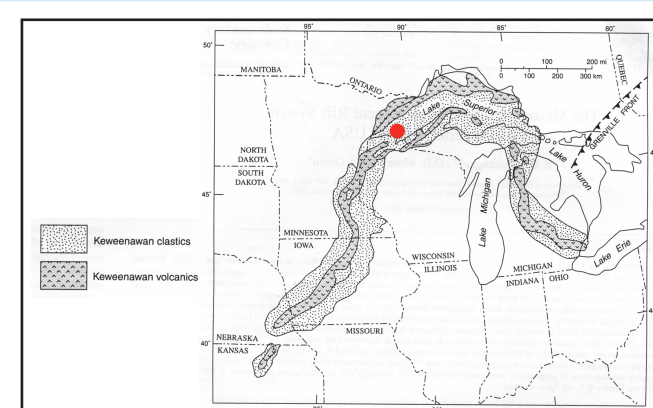 95°
90°
85°
80°
50°
MANITOBA
ONTARIO
QUEBEC
0 100 200 mi
0 100 200 300 km
GRENVILLE FRONT
Lake Superior
Lake Huron
NORTH DAKOTA
SOUTH DAKOTA
45°
45
Lake Michigan
Keweenawan clastics
Keweenawan volcanics
MINNESOTA
IOWA
WISCONSIN
ILLINOIS
MICHIGAN
INDIANA OHIO
Lake Erie
NEBRASKA
KANSAS
MISSOURI
40°